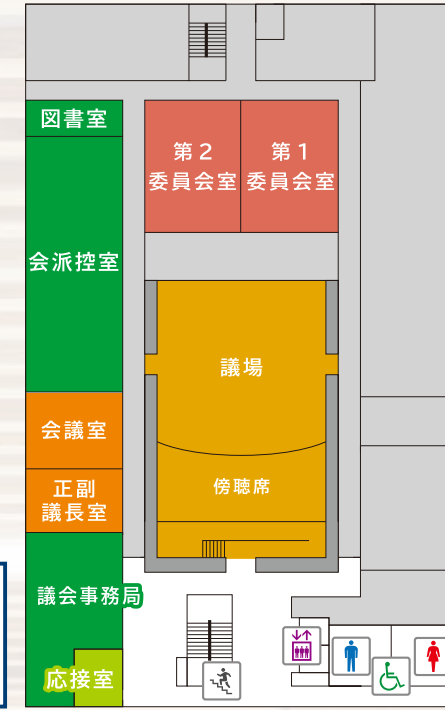 図書室
第２
委員会室
第１
委員会室
会派控室
議場
会議室
傍聴席
正副
議長室
議会事務局
応接室